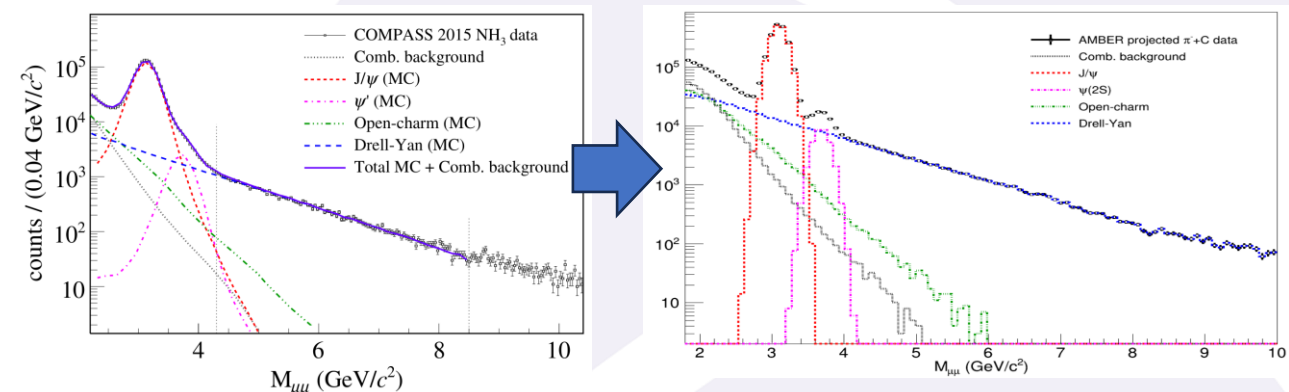 counts / (0.04 GeV/c²)
10⁵
10⁴
10³
10²
10
COMPASS 2015 NH₃ data
Comb. background
J/ψ (MC)
ψ' (MC)
Open-charm (MC)
Drell-Yan (MC)
Total MC + Comb. background
4
6
8
10
M_μμ (GeV/c²)
10⁵
10⁴
10³
10²
10
AMBER projected π⁻+C data
Comb. background
J/ψ
ψ(2S)
Open-charm
Drell-Yan
2
3
4
5
6
7
8
9
10
M_μμ (GeV/c²)